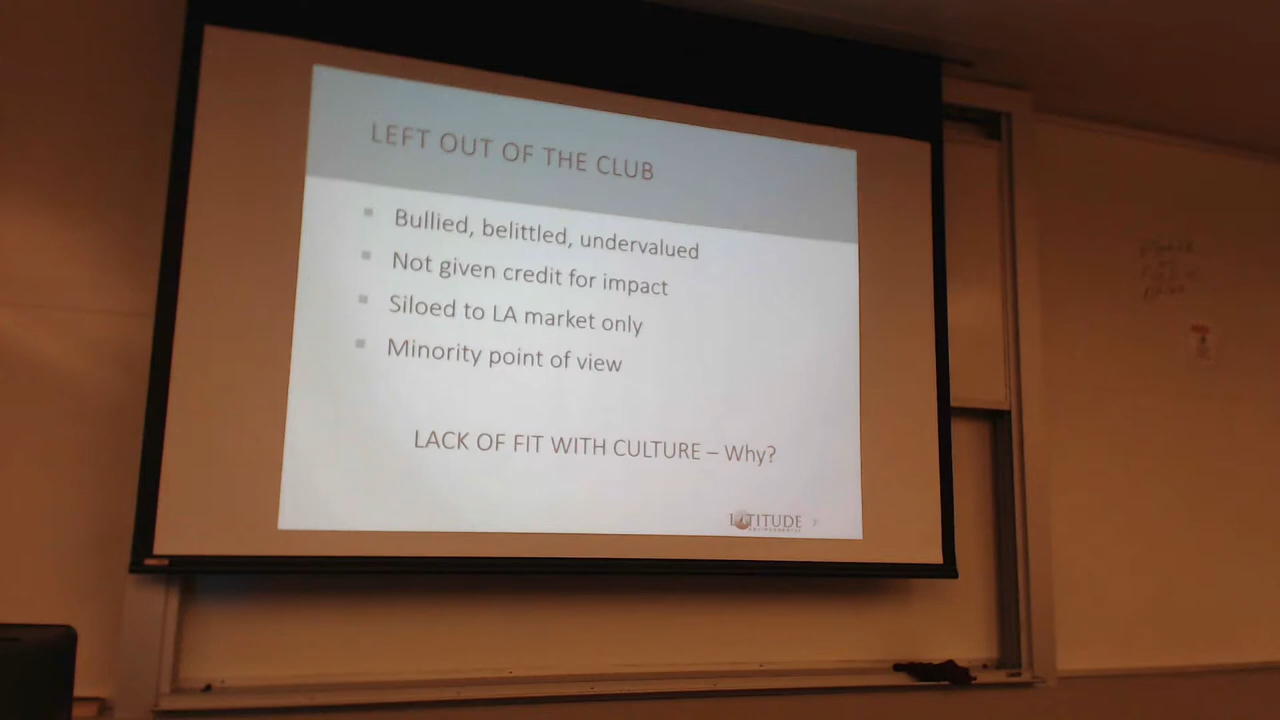 LEFT OUT OF THE CLUB
Bullied, belittled, undervalued
Not given credit for impact
Siloed to LA market only
Minority point of view
LACK OF FIT WITH CULTURE – Why?
LATITUDE